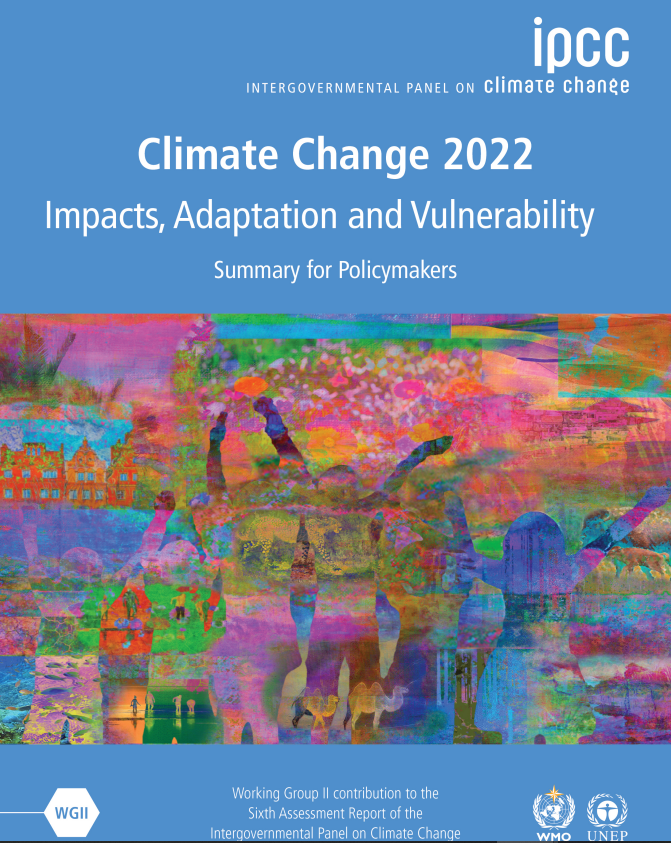 ipcc
INTERGOVERNMENTAL PANEL ON climate change
Climate Change 2022
Impacts, Adaptation and Vulnerability
Summary for Policymakers
WGII
Working Group II contribution to the
Sixth Assessment Report of the
Intergovernmental Panel on Climate Change
WMO
UNEP